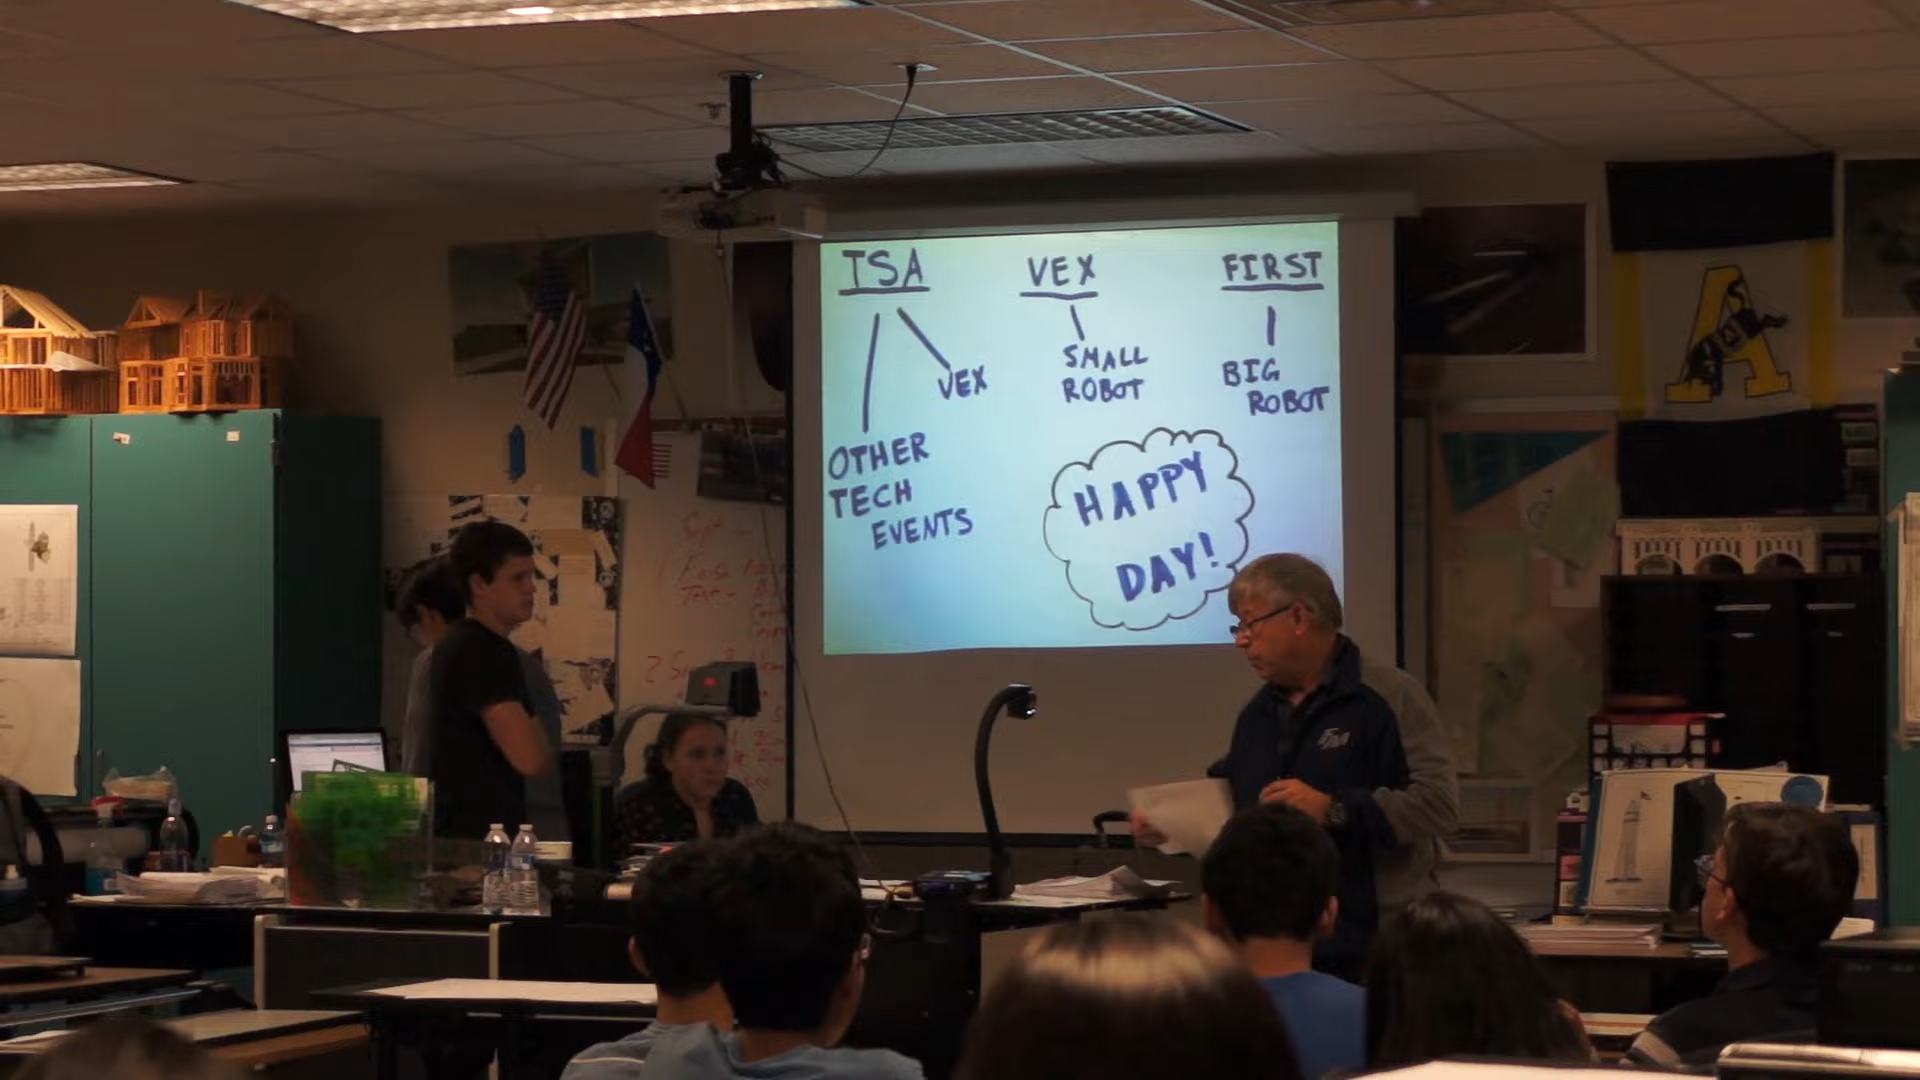 TSA
VEX
FIRST
VEX
SMALL
ROBOT
BIG
ROBOT
OTHER
TECH
EVENTS
HAPPY
DAY!
A